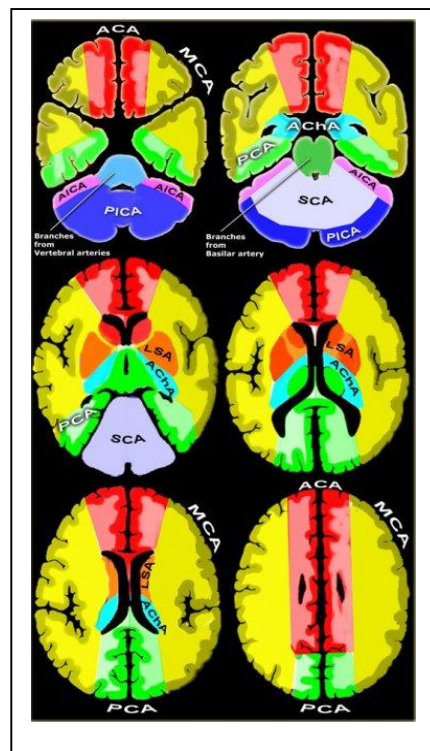 ACA
MCA
AICA
AICA
PICA
Branches
from
Vertebral arteries
AChA
PCA
AICA
SCA
PICA
Branches
from
Basilar artery
LSA
AChA
PCA
SCA
LSA
AChA
MCA
LSA
AChA
PCA
ACA
MCA
PCA